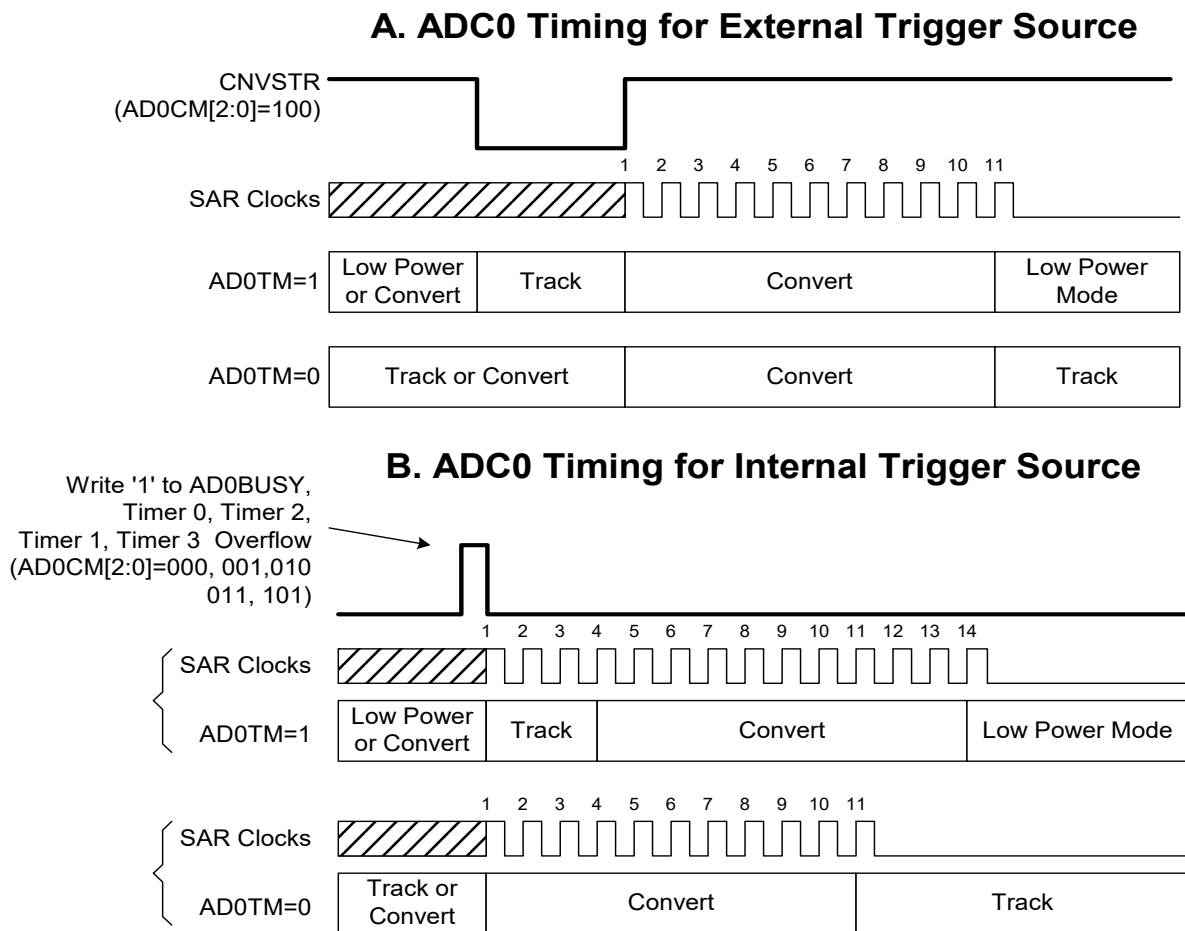 A. ADC0 Timing for External Trigger Source
CNVSTR
(AD0CM[2:0]=100)
1 2 3 4 5 6 7 8 9 10 11
SAR Clocks
AD0TM=1
Low Power
or Convert
Track
Convert
Low Power
Mode
AD0TM=0
Track or Convert
Convert
Track
B. ADC0 Timing for Internal Trigger Source
Write '1' to AD0BUSY,
Timer 0, Timer 2,
Timer 1, Timer 3 Overflow
(AD0CM[2:0]=000, 001,010
011, 101)
1 2 3 4 5 6 7 8 9 10 11 12 13 14
SAR Clocks
AD0TM=1
Low Power
or Convert
Track
Convert
Low Power Mode
1 2 3 4 5 6 7 8 9 10 11
SAR Clocks
AD0TM=0
Track or
Convert
Convert
Track